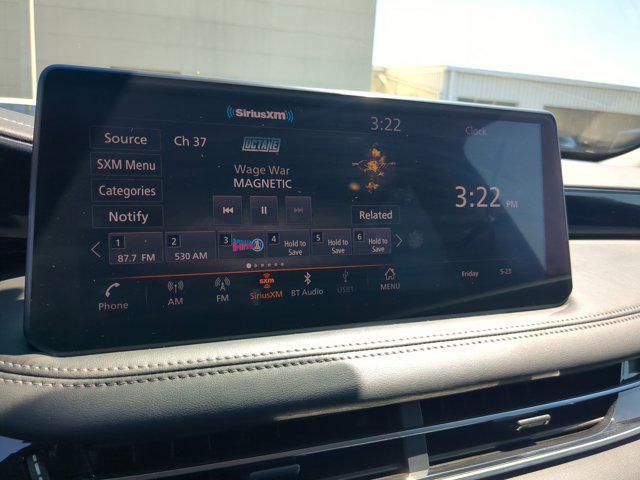 SiriusXM
3:22
Clock
Source
Ch 37
OCTANE
SXM Menu
Wage War
MAGNETIC
Categories
3:22 PM
Notify
Related
1
87.7 FM
2
530 AM
3
4
Hold to
Save
5
Hold to
Save
6
Hold to
Save
Phone
AM
FM
sxm
SiriusXM
BT Audio
USB1
MENU
Friday
5-23